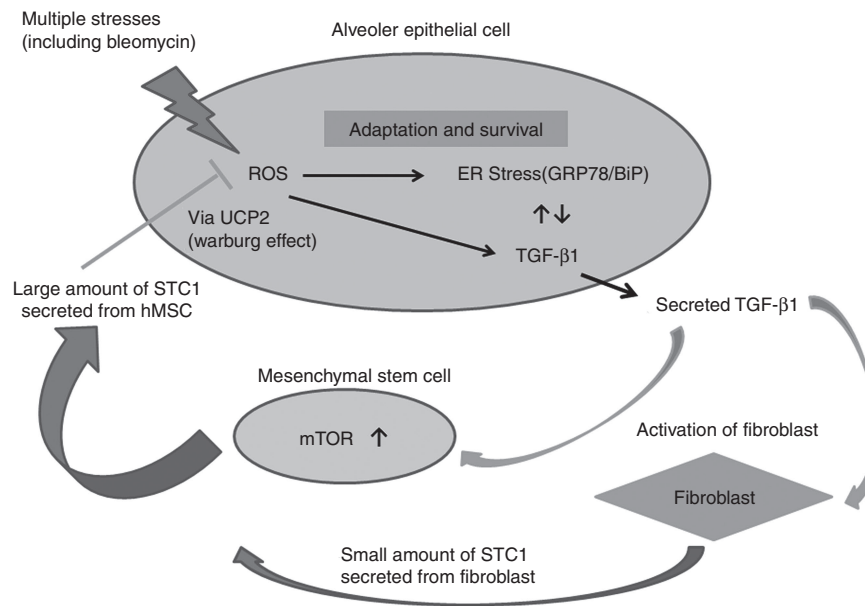 Multiple stresses
(including bleomycin)
Alveoler epithelial cell
Adaptation and survival
ROS
ER Stress(GRP78/BiP)
Via UCP2
(warburg effect)
TGF-β1
Large amount of STC1
secreted from hMSC
Secreted TGF-β1
Mesenchymal stem cell
mTOR ↑
Activation of fibroblast
Fibroblast
Small amount of STC1
secreted from fibroblast